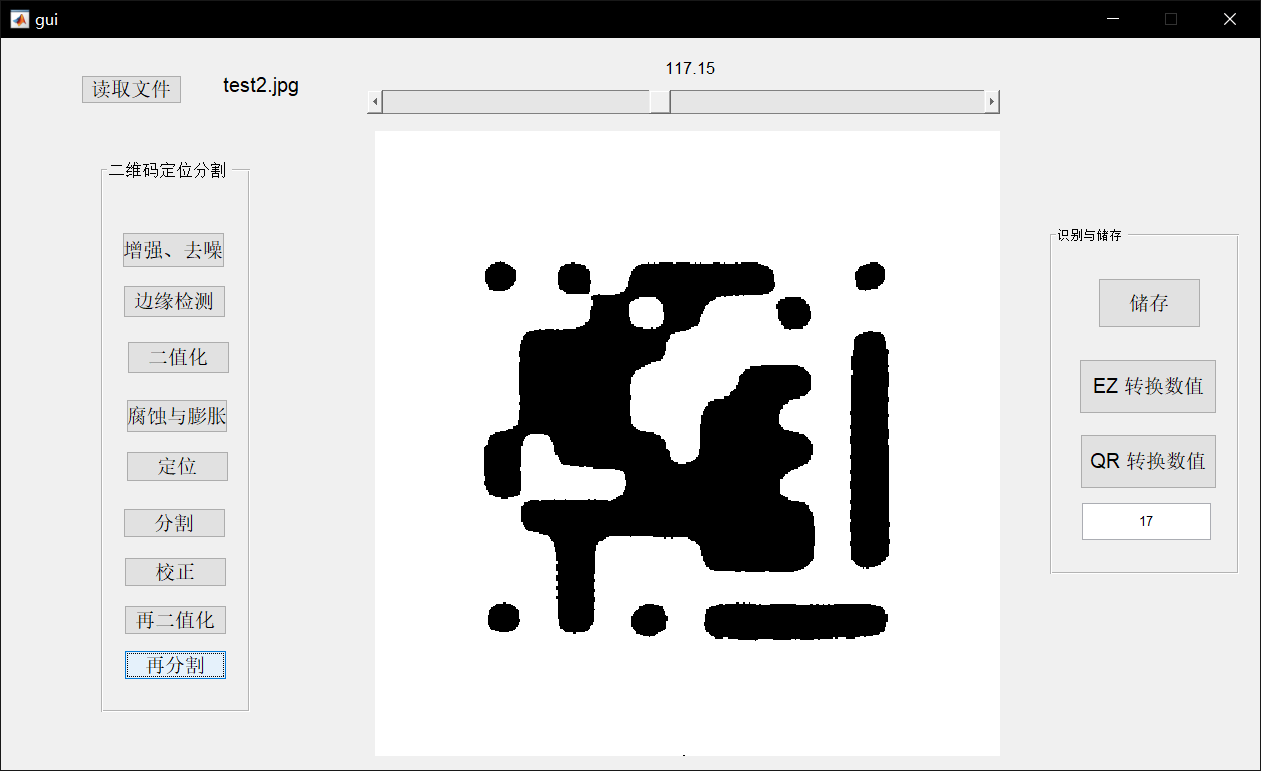 gui
读取文件
test2.jpg
117.15
二维码定位分割
增强、去噪
边缘检测
二值化
腐蚀与膨胀
定位
分割
校正
再二值化
再分割
识别与储存
储存
EZ 转换数值
QR 转换数值
17